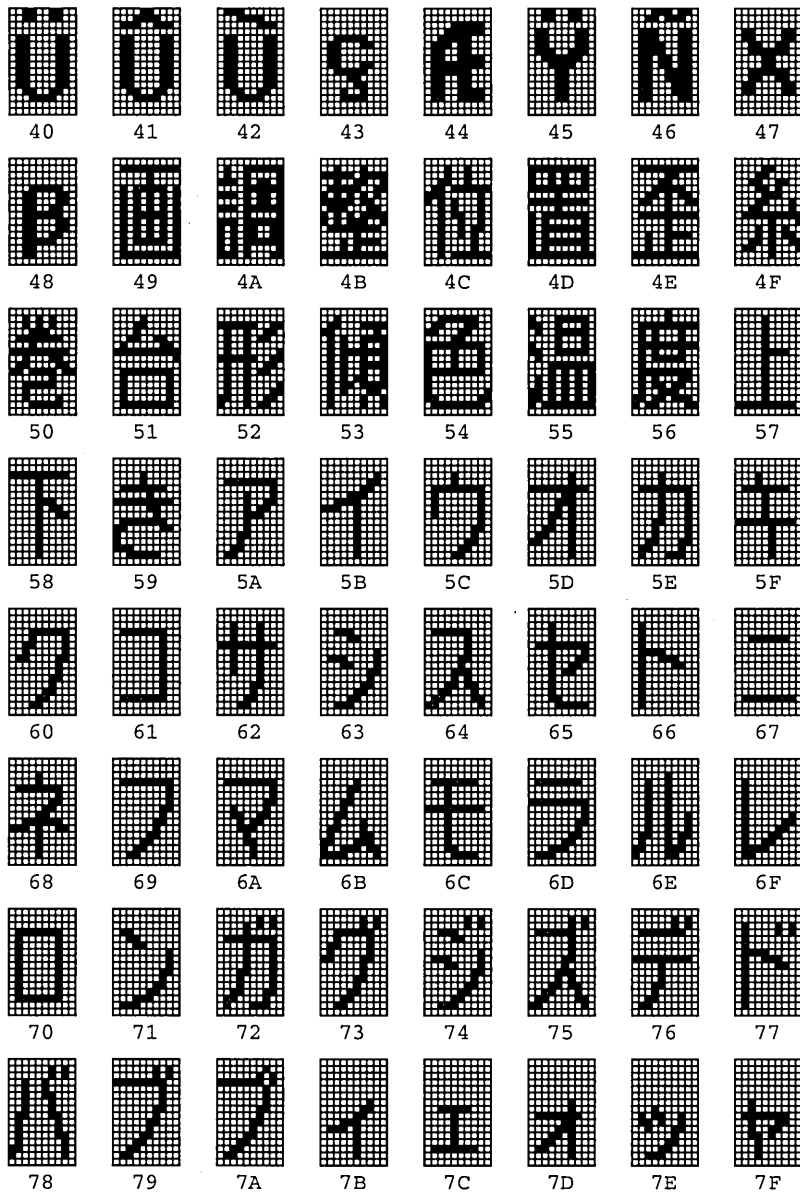 Ü Û Ù Ç Æ Ÿ Ñ X
40 41 42 43 44 45 46 47
β 画 調 整 位 置 歪 糸
48 49 4A 4B 4C 4D 4E 4F
巻 台 形 傾 色 温 度 上
50 51 52 53 54 55 56 57
下 き ア イ ウ オ カ キ
58 59 5A 5B 5C 5D 5E 5F
ク コ サ シ ス セ ト ニ
60 61 62 63 64 65 66 67
ネ フ マ ム モ ラ ル レ
68 69 6A 6B 6C 6D 6E 6F
ロ ン ガ グ ジ ズ デ ド
70 71 72 73 74 75 76 77
バ ブ プ ィ ェ ォ ッ ャ
78 79 7A 7B 7C 7D 7E 7F